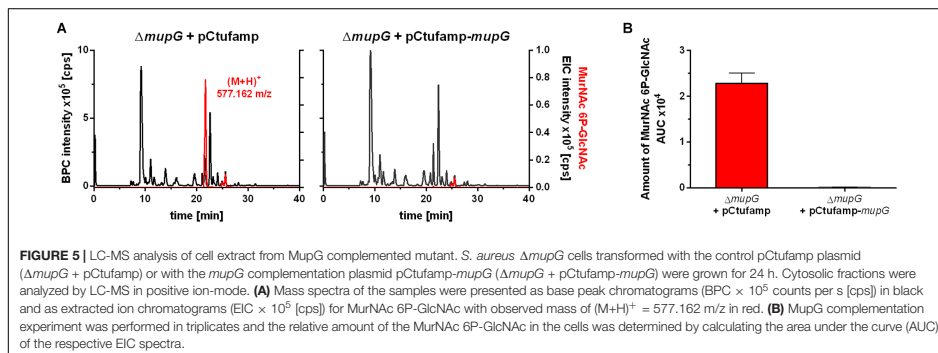 A
ΔmupG + pCtufamp
ΔmupG + pCtufamp-mupG
BPC intensity x10⁵ [cps]
10
5
0
(M+H)⁺
577.162 m/z
0 10 20 30 40
time [min]
0 10 20 30 40
time [min]
1.0
0.8
0.6
0.4
0.2
0.0
EIC intensity x10⁵ [cps]
MurNAc 6P-GlcNAc
B
Amount of MurNAc 6P-GlcNAc
AUC x10⁴
3
2
1
0
ΔmupG
+ pCtufamp
ΔmupG
+ pCtufamp-mupG
FIGURE 5 | LC-MS analysis of cell extract from MupG complemented mutant. S. aureus ΔmupG cells transformed with the control pCtufamp plasmid
(ΔmupG + pCtufamp) or with the mupG complementation plasmid pCtufamp-mupG (ΔmupG + pCtufamp-mupG) were grown for 24 h. Cytosolic fractions were
analyzed by LC-MS in positive ion-mode. (A) Mass spectra of the samples were presented as base peak chromatograms (BPC × 10⁵ counts per s [cps]) in black
and as extracted ion chromatograms (EIC × 10⁵ [cps]) for MurNAc 6P-GlcNAc with observed mass of (M+H)⁺ = 577.162 m/z in red. (B) MupG complementation
experiment was performed in triplicates and the relative amount of the MurNAc 6P-GlcNAc in the cells was determined by calculating the area under the curve (AUC)
of the respective EIC spectra.